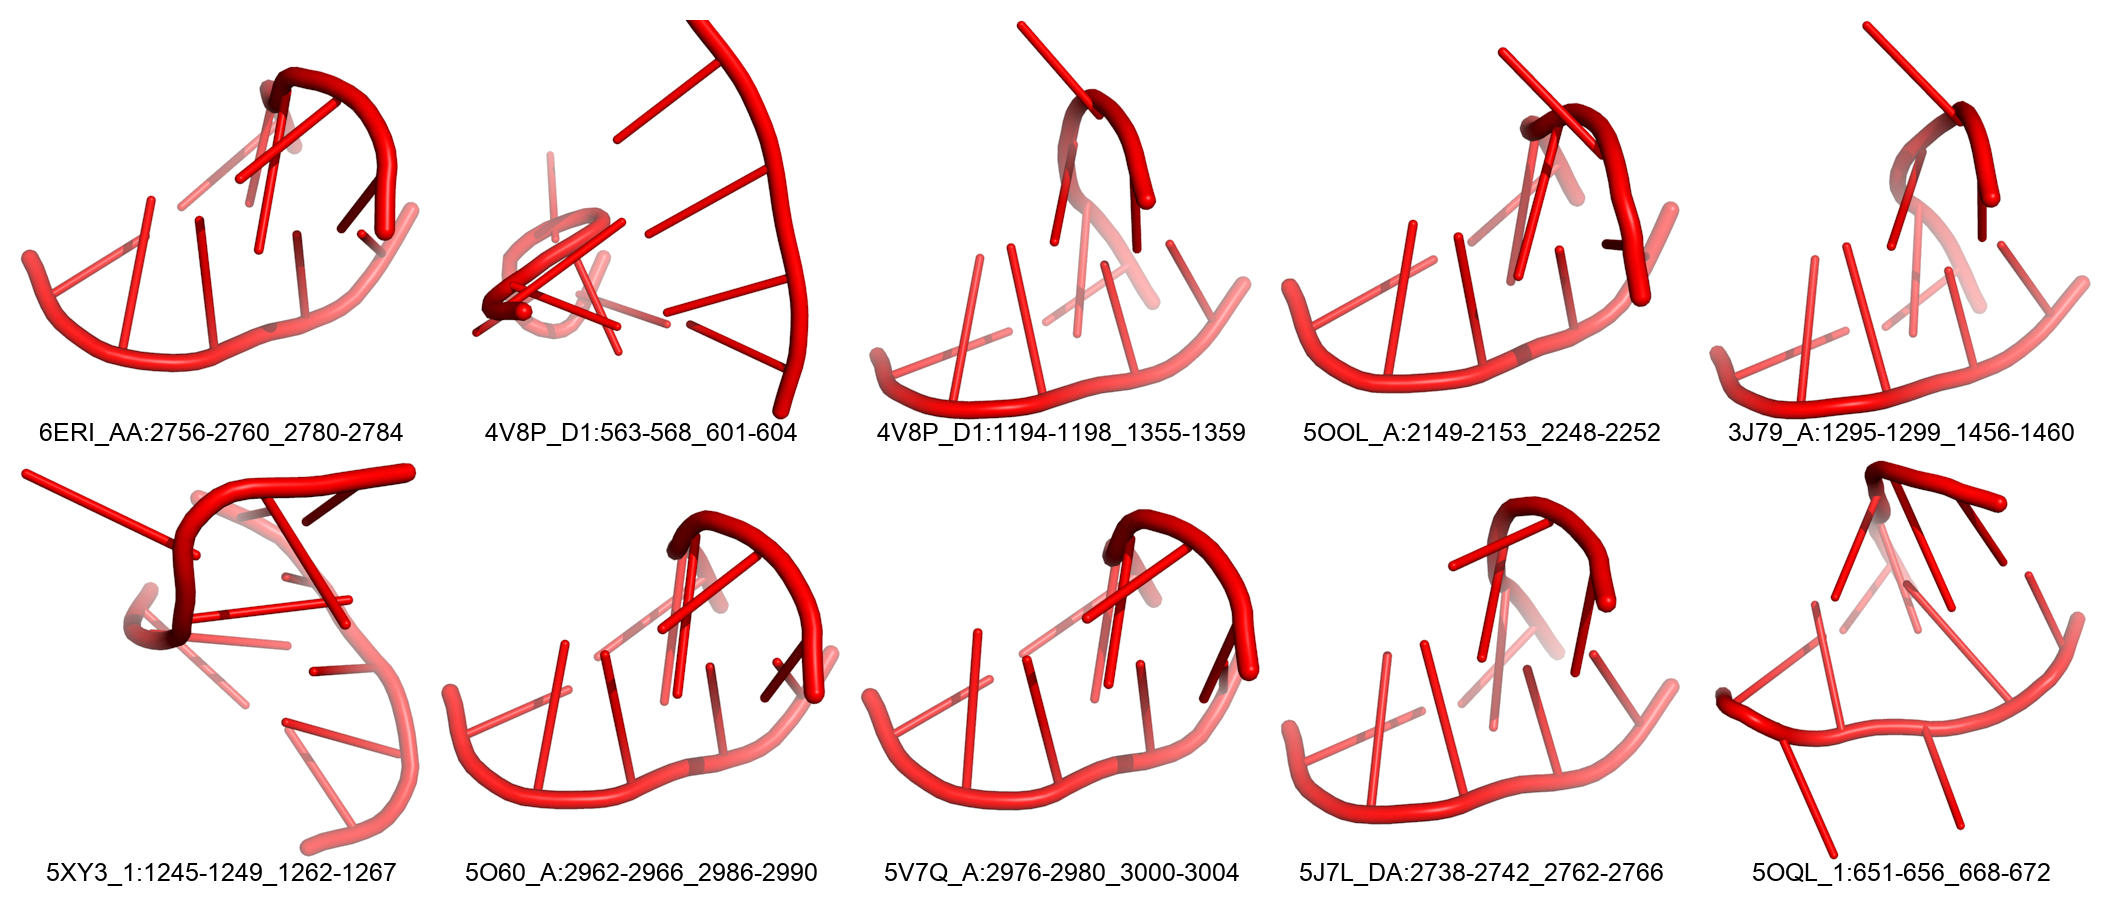 6ERI_AA:2756-2760_2780-2784
4V8P_D1:563-568_601-604
4V8P_D1:1194-1198_1355-1359
5OOL_A:2149-2153_2248-2252
3J79_A:1295-1299_1456-1460
5XY3_1:1245-1249_1262-1267
5O60_A:2962-2966_2986-2990
5V7Q_A:2976-2980_3000-3004
5J7L_DA:2738-2742_2762-2766
5OQL_1:651-656_668-672